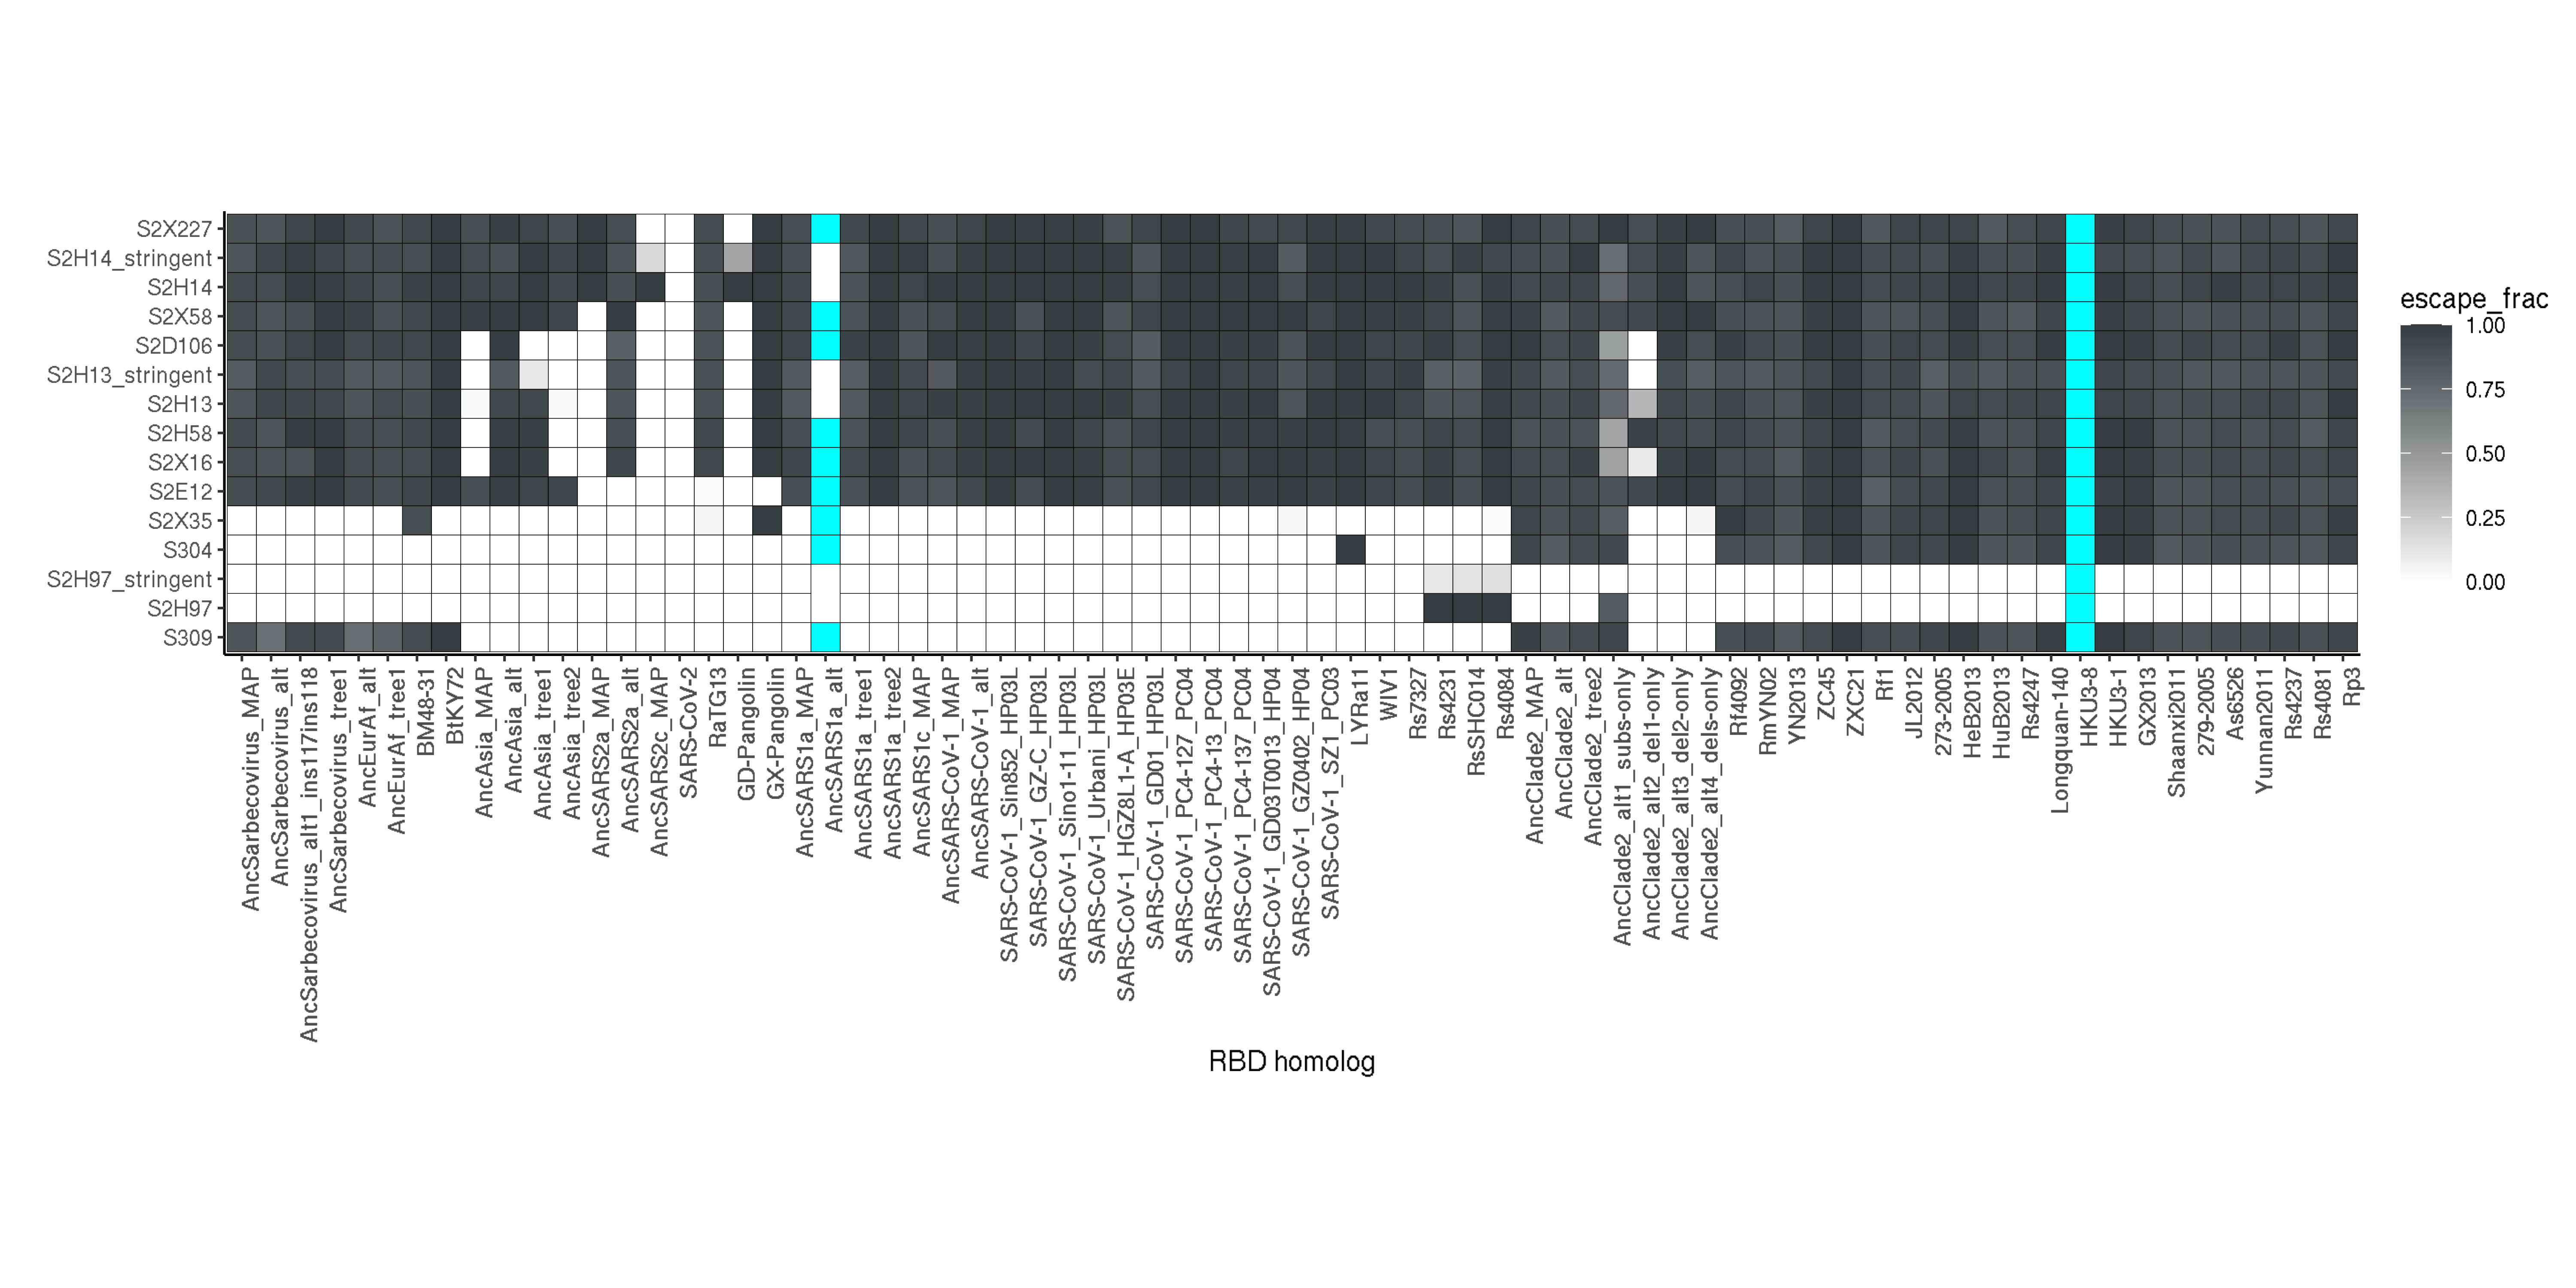 S2X227
S2H14_stringent
S2H14
S2X58
S2D106
S2H13_stringent
S2H13
S2H58
S2X16
S2E12
S2X35
S304
S2H97_stringent
S2H97
S309
escape_frac
1.00
0.75
0.50
0.25
0.00
AncSarbecovirus_MAP
AncSarbecovirus_alt
AncSarbecovirus_alt1_ins117ins118
AncSarbecovirus_tree1
AncEurAf_alt
AncEurAf_tree1
BM48-31
BtKY72
AncAsia_MAP
AncAsia_alt
AncAsia_tree1
AncAsia_tree2
AncSARS2a_MAP
AncSARS2a_alt
AncSARS2c_MAP
SARS-CoV-2
RaTG13
GD-Pangolin
GX-Pangolin
AncSARS1a_MAP
AncSARS1a_alt
AncSARS1a_tree1
AncSARS1a_tree2
AncSARS1c_MAP
AncSARS-CoV-1_MAP
AncSARS-CoV-1_alt
SARS-CoV-1_Sin852_HP03L
SARS-CoV-1_GZ-C_HP03L
SARS-CoV-1_Sino1-11_HP03L
SARS-CoV-1_Urbani_HP03L
SARS-CoV-1_HGZ8L1-A_HP03E
SARS-CoV-1_GD01_HP03L
SARS-CoV-1_PC4-127_PC04
SARS-CoV-1_PC4-13_PC04
SARS-CoV-1_PC4-137_PC04
SARS-CoV-1_GD03T0013_HP04
SARS-CoV-1_GZ0402_HP04
SARS-CoV-1_SZ1_PC03
LYRa11
WIV1
Rs7327
Rs4231
RsSHC014
Rs4084
AncClade2_MAP
AncClade2_alt
AncClade2_tree2
AncClade2_alt1_subs-only
AncClade2_alt2_del1-only
AncClade2_alt3_del2-only
AncClade2_alt4_dels-only
Rf4092
RmYN02
YN2013
ZC45
ZXC21
Rf1
JL2012
273-2005
HeB2013
HuB2013
Rs4247
Longquan-140
HKU3-8
HKU3-1
GX2013
Shaanxi2011
279-2005
As6526
Yunnan2011
Rs4237
Rs4081
Rp3
RBD homolog